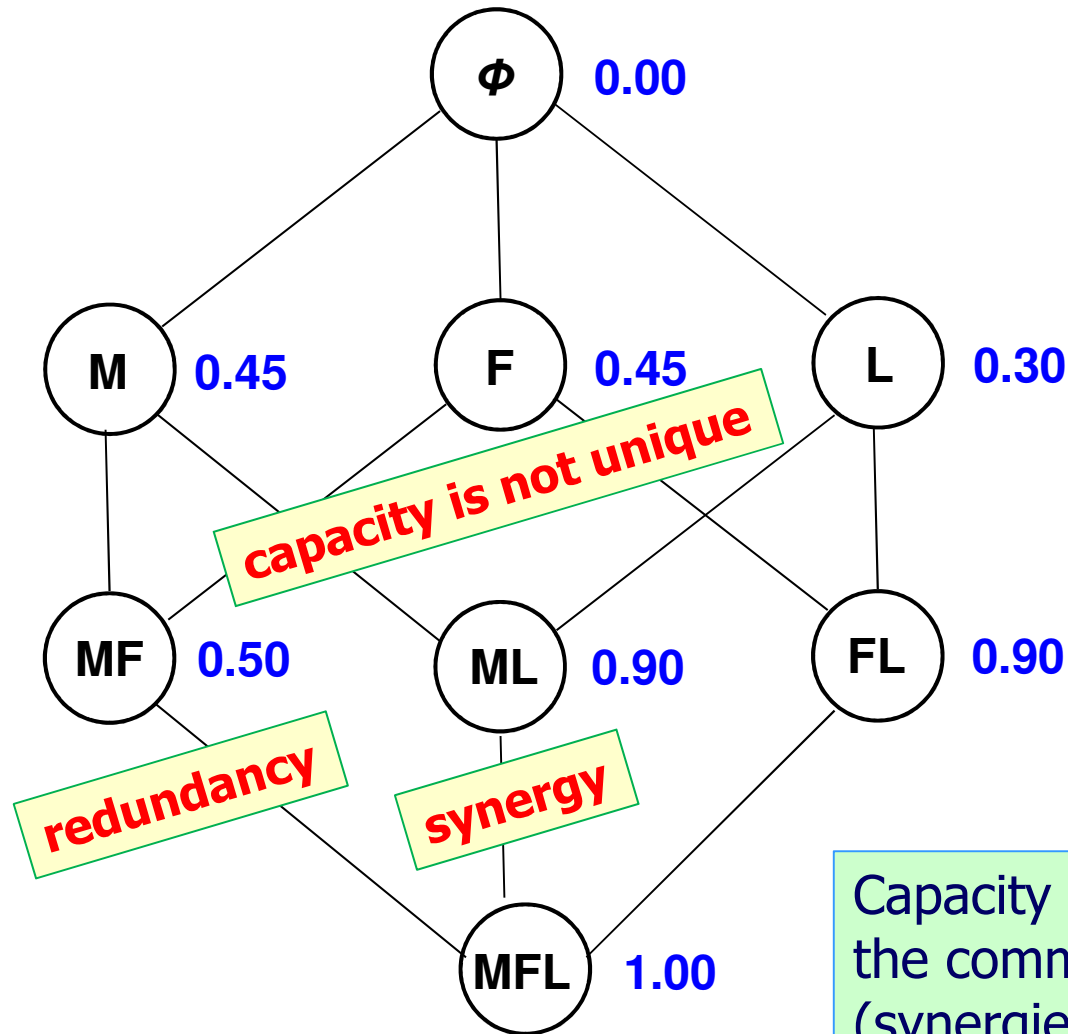 Φ 0.00
M 0.45
F 0.45
L 0.30
capacity is not unique
MF 0.50
ML 0.90
FL 0.90
redundancy
synergy
MFL 1.00
Capacity
the comm
(synergie